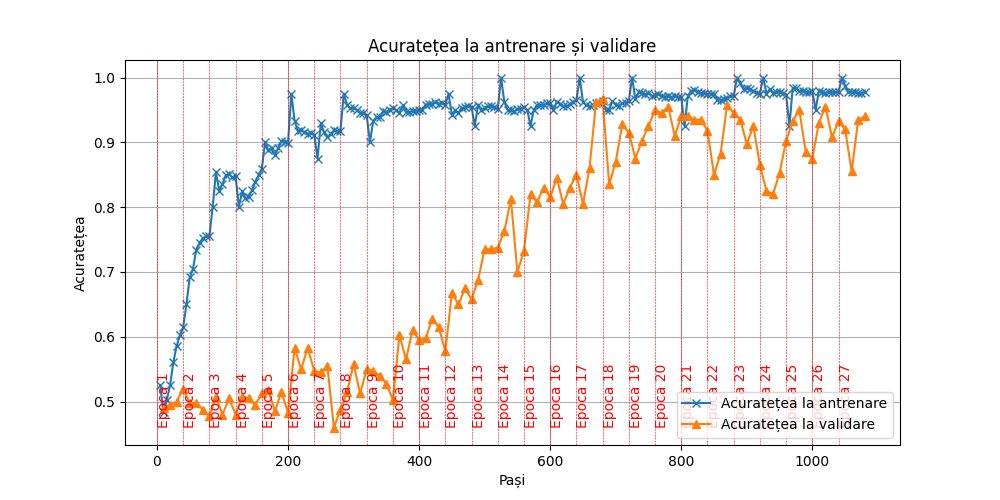 Acuratețea la antrenare și validare
Acuratețea
1.0
0.9
0.8
0.7
0.6
0.5
Epoca 1
Epoca 2
Epoca 3
Epoca 4
Epoca 5
Epoca 6
Epoca 7
Epoca 8
Epoca 9
Epoca 10
Epoca 11
Epoca 12
Epoca 13
Epoca 14
Epoca 15
Epoca 16
Epoca 17
Epoca 18
Epoca 19
Epoca 20
Epoca 21
Epoca 22
Epoca 23
Epoca 24
Epoca 25
Epoca 26
Epoca 27
Acuratețea la antrenare
Acuratețea la validare
0 200 400 600 800 1000
Pași